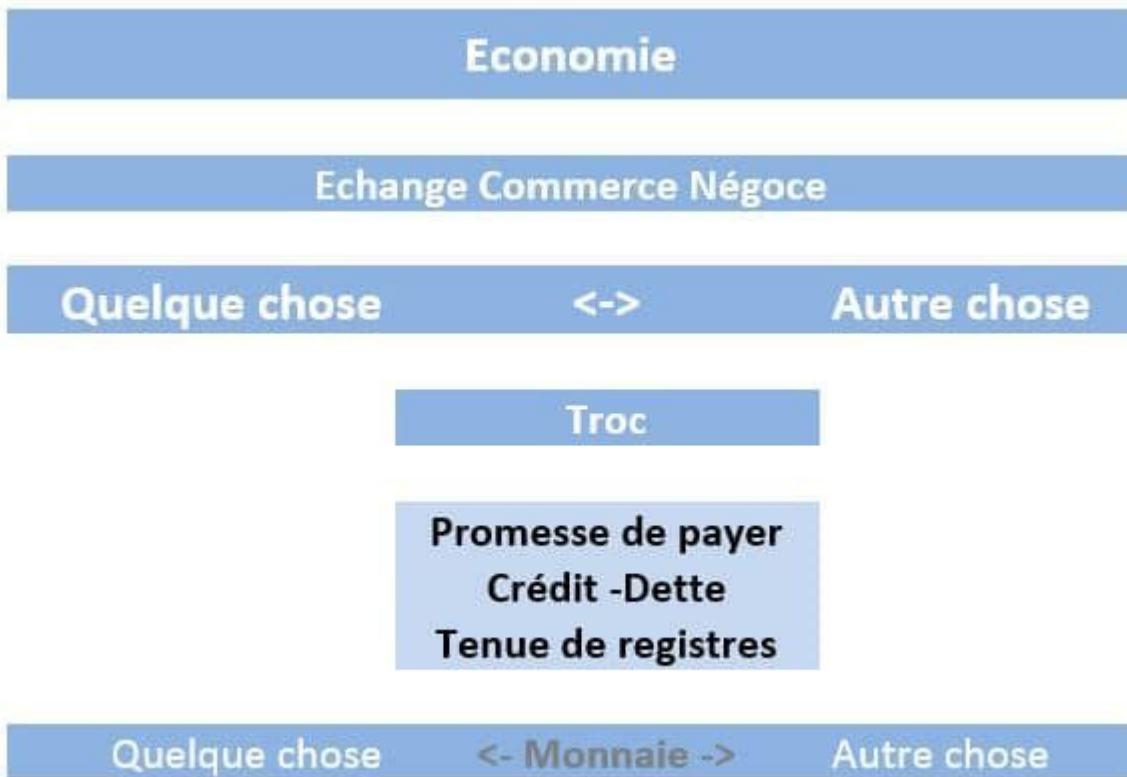 Economie
Echange Commerce Négoce
Quelque chose <-> Autre chose
Troc
Promesse de payer
Crédit -Dette
Tenue de registres
Quelque chose <- Monnaie -> Autre chose